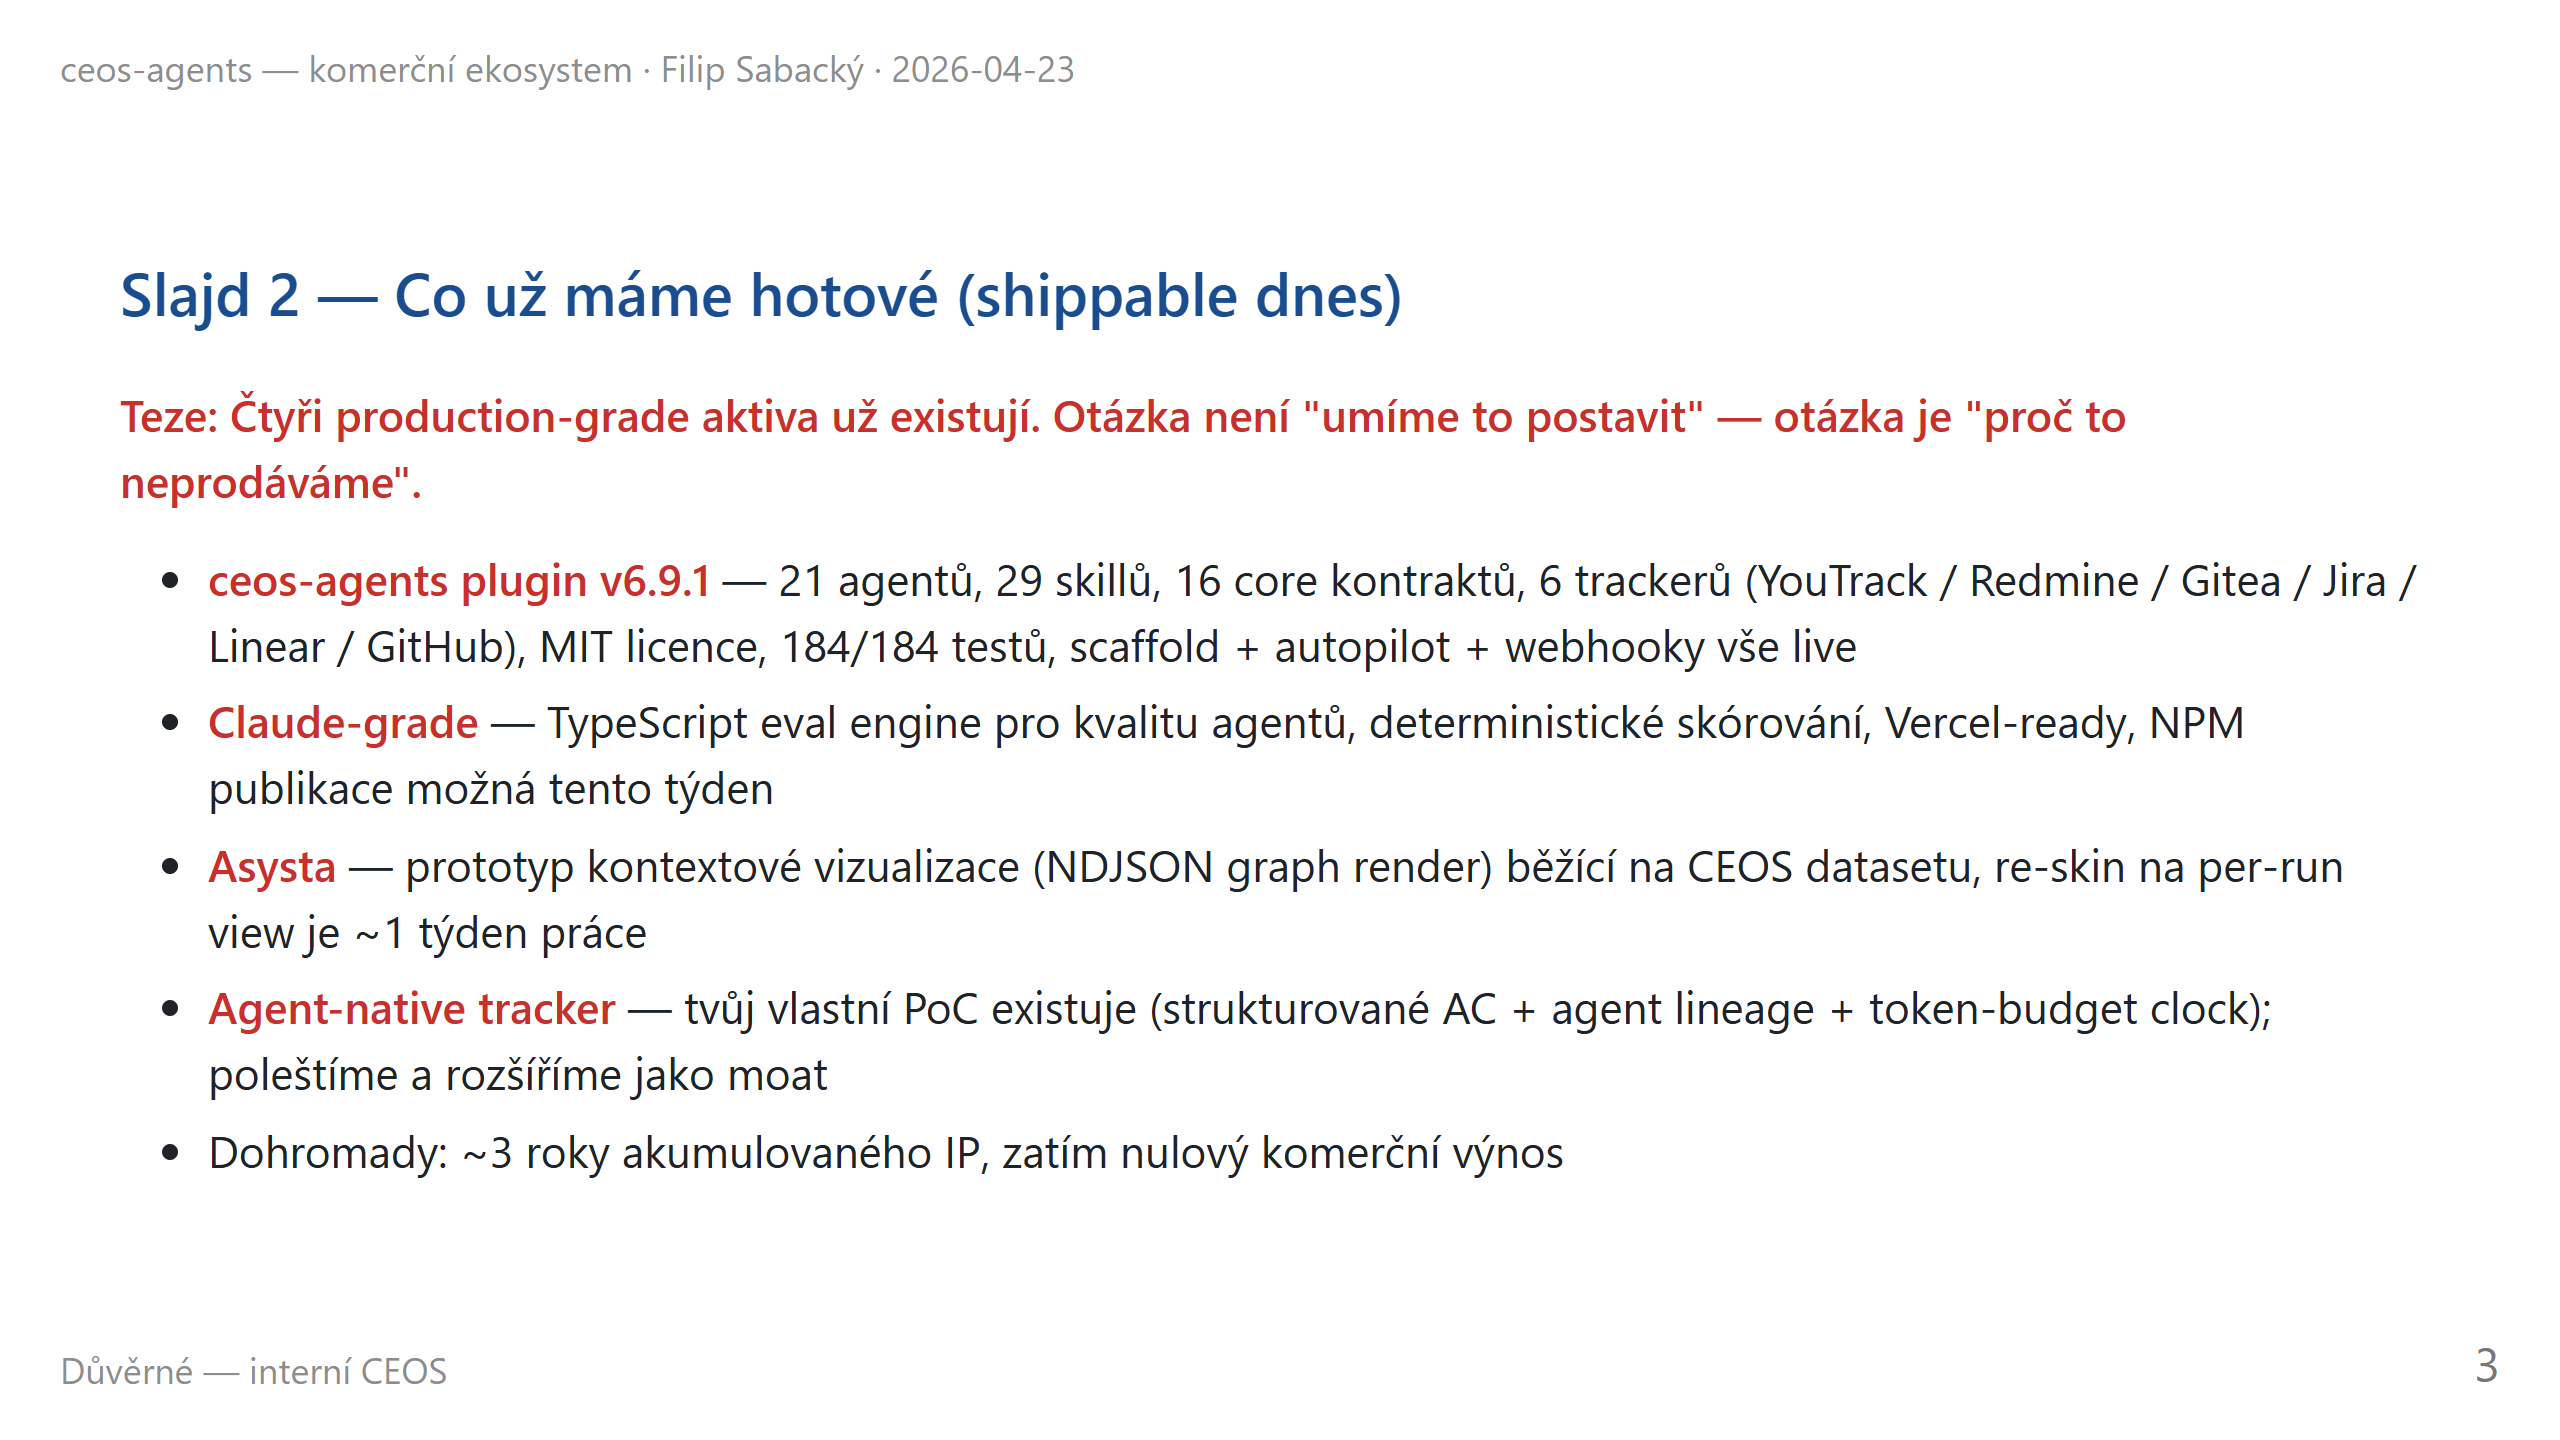 ceos-agents — komerční ekosystem · Filip Sabacký · 2026-04-23
Slajd 2 — Co už máme hotové (shippable dnes)
Teze: Čtyři production-grade aktiva už existují. Otázka není "umíme to postavit" — otázka je "proč to
neprodáváme".
• ceos-agents plugin v6.9.1 — 21 agentů, 29 skillů, 16 core kontraktů, 6 trackerů (YouTrack / Redmine / Gitea / Jira /
Linear / GitHub), MIT licence, 184/184 testů, scaffold + autopilot + webhooky vše live
• Claude-grade — TypeScript eval engine pro kvalitu agentů, deterministické skórování, Vercel-ready, NPM
publikace možná tento týden
• Asysta — prototyp kontextové vizualizace (NDJSON graph render) běžící na CEOS datasetu, re-skin na per-run
view je ~1 týden práce
• Agent-native tracker — tvůj vlastní PoC existuje (strukturované AC + agent lineage + token-budget clock);
poleštíme a rozšíříme jako moat
• Dohromady: ~3 roky akumulovaného IP, zatím nulový komerční výnos
Důvěrné — interní CEOS
3